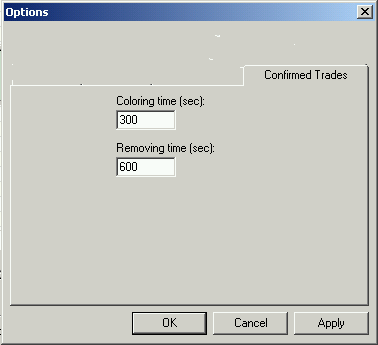 Options
Confirmed Trades
Coloring time (sec):
300
Removing time (sec):
600
OK
Cancel
Apply